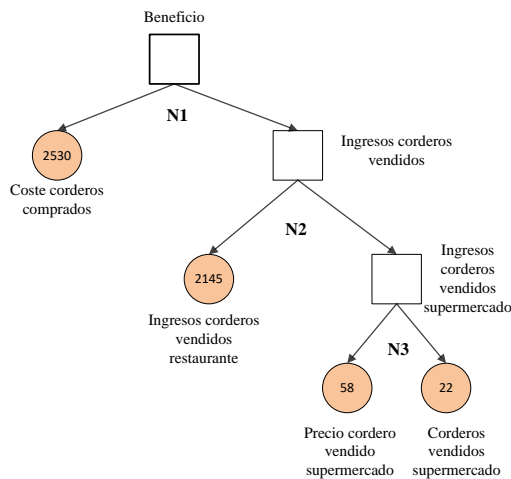 Beneficio
N1
2530
Coste corderos
comprados
Ingresos corderos
vendidos
N2
2145
Ingresos corderos
vendidos
restaurante
Ingresos
corderos
vendidos
supermercado
N3
58
22
Precio cordero
vendido
supermercado
Corderos
vendidos
supermercado